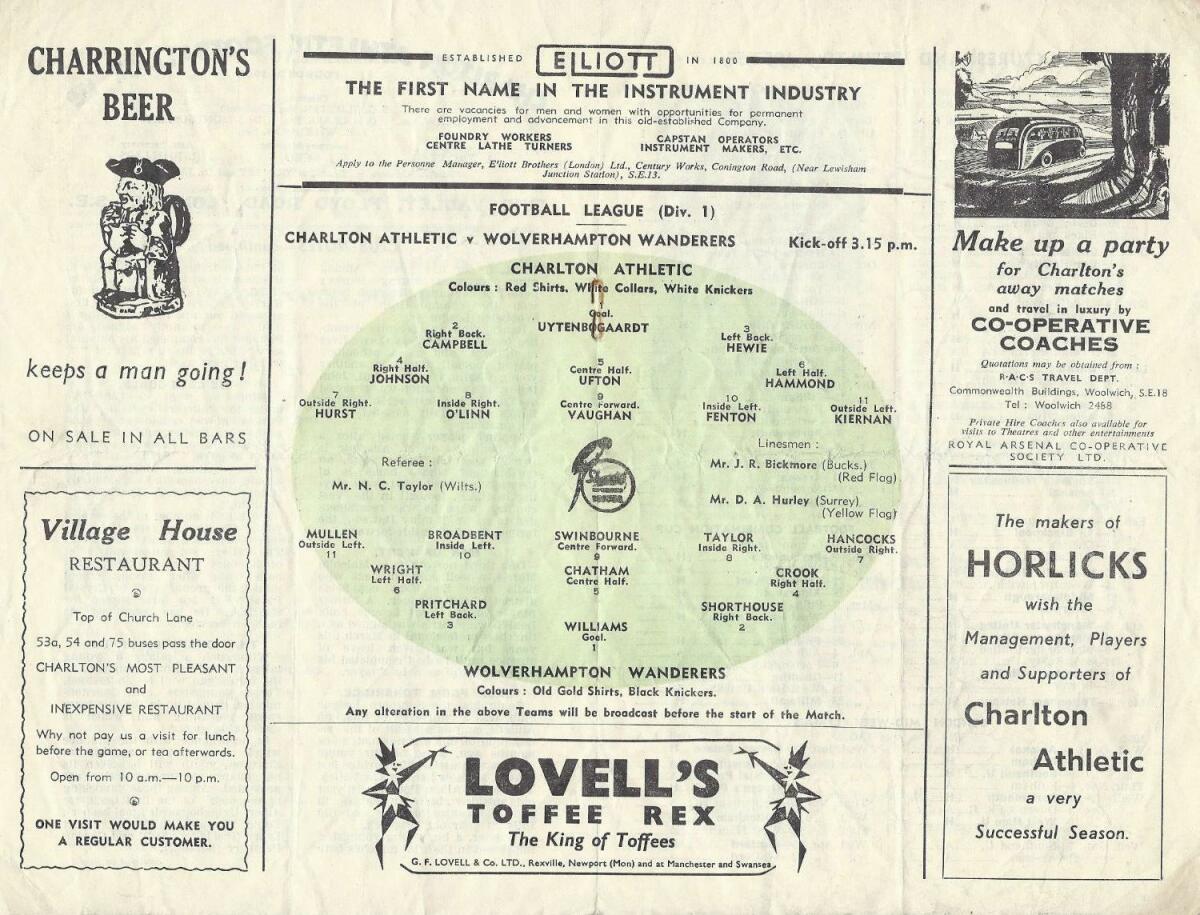 CHARRINGTON'S
BEER
keeps a man going!
ON SALE IN ALL BARS
Village House
RESTAURANT
Top of Church Lane
53a, 54 and 75 buses pass the door
CHARLTON'S MOST PLEASANT
and
INEXPENSIVE RESTAURANT
Why not pay us a visit for lunch
before the game, or tea afterwards.
Open from 10 a.m.—10 p.m.
ONE VISIT WOULD MAKE YOU
A REGULAR CUSTOMER.
ESTABLISHED ELLIOTT IN 1800
THE FIRST NAME IN THE INSTRUMENT INDUSTRY
There are vacancies for men and women with opportunities for permanent
employment and advancement in this old-established Company.
FOUNDRY WORKERS CAPSTAN OPERATORS
CENTRE LATHE TURNERS INSTRUMENT MAKERS, ETC.
Apply to the Personne Manager, E'liott Brothers (London) Ltd., Century Works, Conington Road, (Near Lewisham
Junction Station), S.E.13.
FOOTBALL LEAGUE (Div. 1)
CHARLTON ATHLETIC v WOLVERHAMPTON WANDERERS Kick-off 3.15 p.m.
CHARLTON ATHLETIC
Colours : Red Shirts, White Collars, White Knickers
1
Goal.
UYTENBOGAARDT
2
Right Back.
CAMPBELL
3
Left Back.
HEWIE
4
Right Half.
JOHNSON
5
Centre Half.
UFTON
6
Left Half.
HAMMOND
7
Outside Right.
HURST
8
Inside Right.
O'LINN
9
Centre Forward.
VAUGHAN
10
Inside Left.
FENTON
11
Outside Left.
KIERNAN
Referee :
Mr. N. C. Taylor (Wilts.)
Linesmen :
Mr. J. R. Bickmore (Bucks.)
(Red Flag)
Mr. D. A. Hurley (Surrey)
(Yellow Flag)
MULLEN
Outside Left.
11
BROADBENT
Inside Left.
10
SWINBOURNE
Centre Forward.
9
TAYLOR
Inside Right.
8
HANCOCKS
Outside Right.
7
WRIGHT
Left Half.
6
CHATHAM
Centre Half.
5
CROOK
Right Half.
4
PRITCHARD
Left Back.
3
SHORTHOUSE
Right Back.
2
WILLIAMS
Goal.
1
WOLVERHAMPTON WANDERERS
Colours : Old Gold Shirts, Black Knickers.
Any alteration in the above Teams will be broadcast before the start of the Match.
LOVELL'S
TOFFEE REX
The King of Toffees
G. F. LOVELL & Co. LTD., Rexville, Newport (Mon) and at Manchester and Swansea.
Make up a party
for Charlton's
away matches
and travel in luxury by
CO-OPERATIVE
COACHES
Quotations may be obtained from :
R·A·C·S TRAVEL DEPT.
Commonwealth Buildings, Woolwich, S.E.18
Tel : Woolwich 2468
Private Hire Coaches also available for
visits to Theatres and other entertainments
ROYAL ARSENAL CO-OPERATIVE
SOCIETY LTD.
The makers of
HORLICKS
wish the
Management, Players
and Supporters of
Charlton
Athletic
a very
Successful Season.